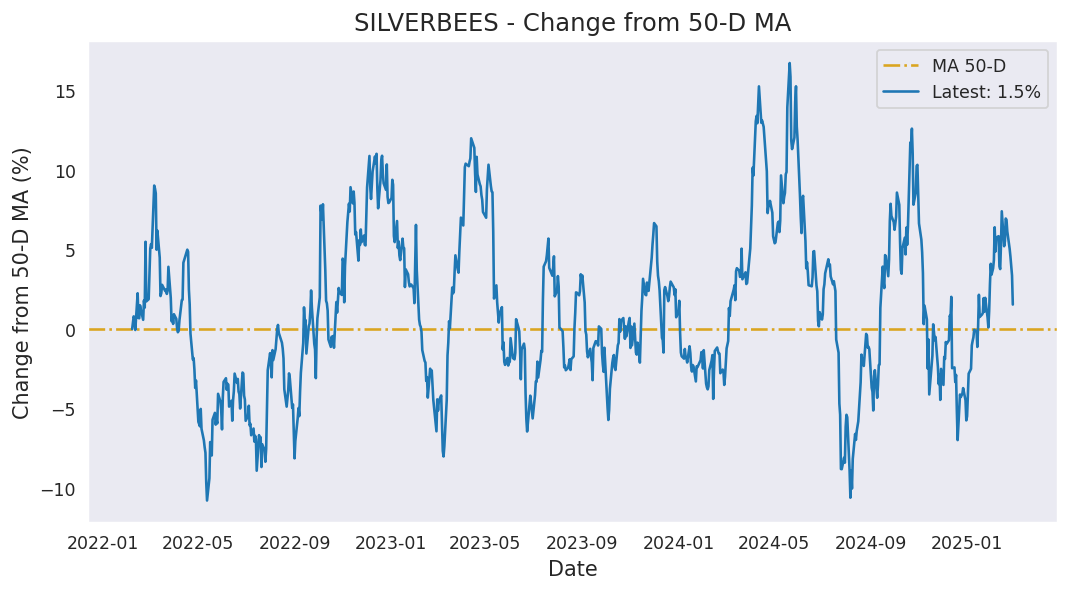 SILVERBEES - Change from 50-D MA
MA 50-D
Latest: 1.5%
Change from 50-D MA (%)
15
10
5
0
−5
−10
2022-01 2022-05 2022-09 2023-01 2023-05 2023-09 2024-01 2024-05 2024-09 2025-01
Date